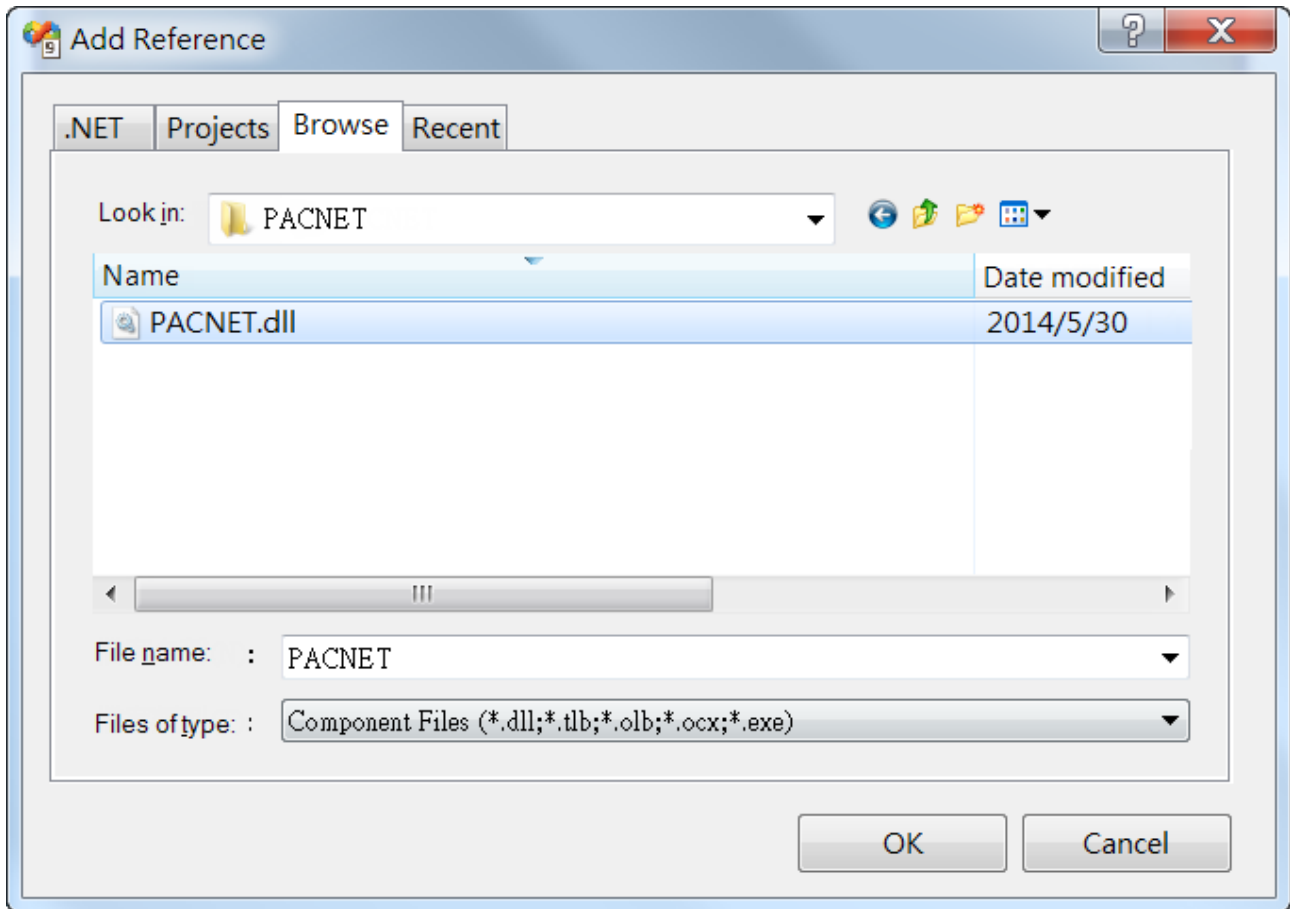 Add Reference
.NET Projects Browse Recent
Look in: PACNET
Name Date modified
PACNET.dll 2014/5/30
File name: : PACNET
Files of type: : Component Files (*.dll;*.tlb;*.olb;*.ocx;*.exe)
OK Cancel